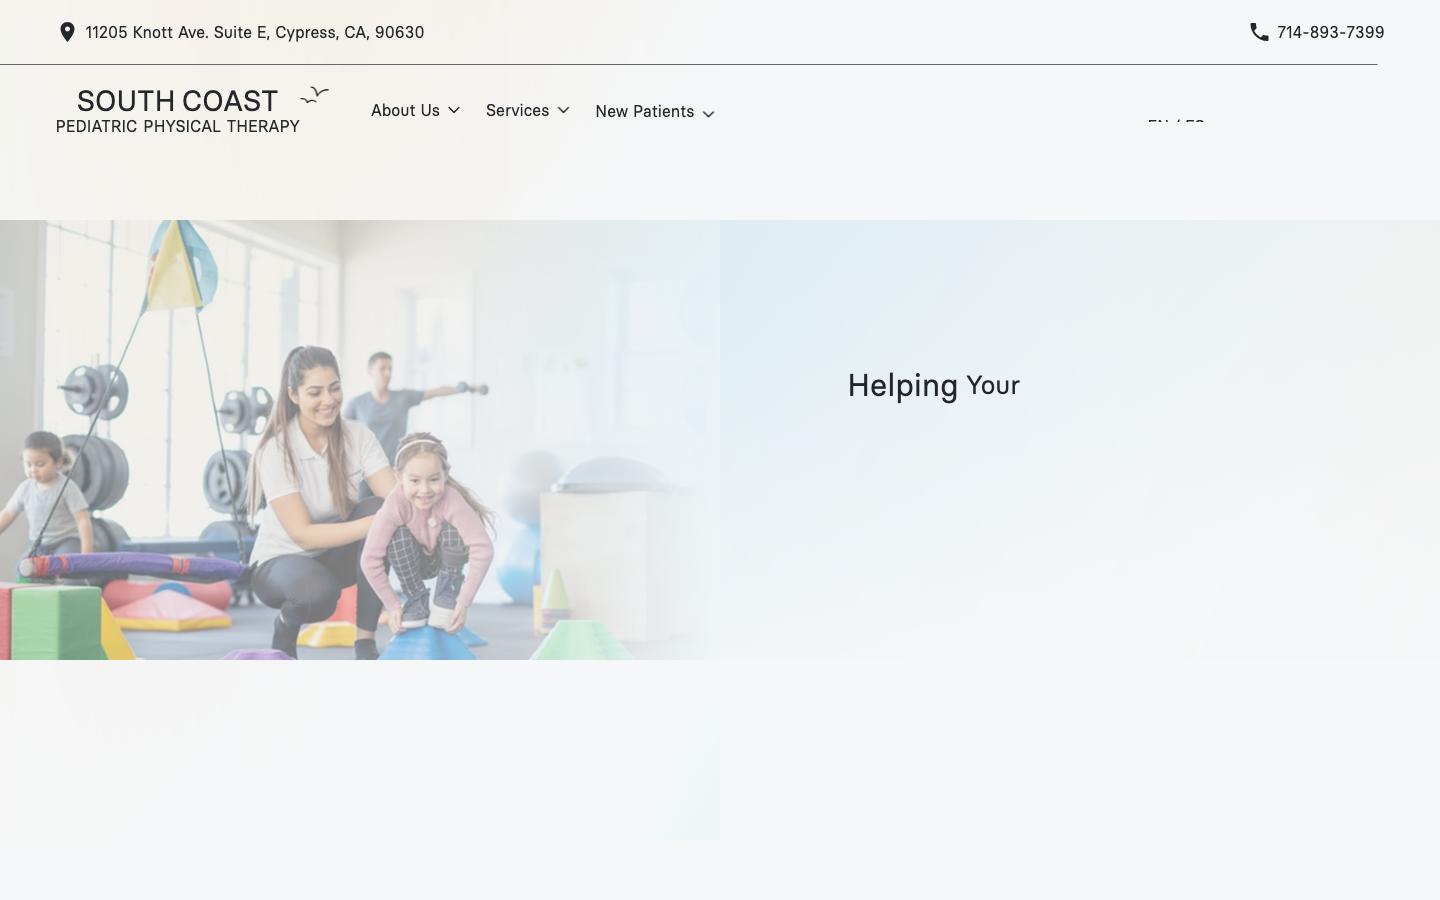 11205 Knott Ave. Suite E, Cypress, CA, 90630
714-893-7399
SOUTH COAST
PEDIATRIC PHYSICAL THERAPY
About Us
Services
New Patients
Helping Your